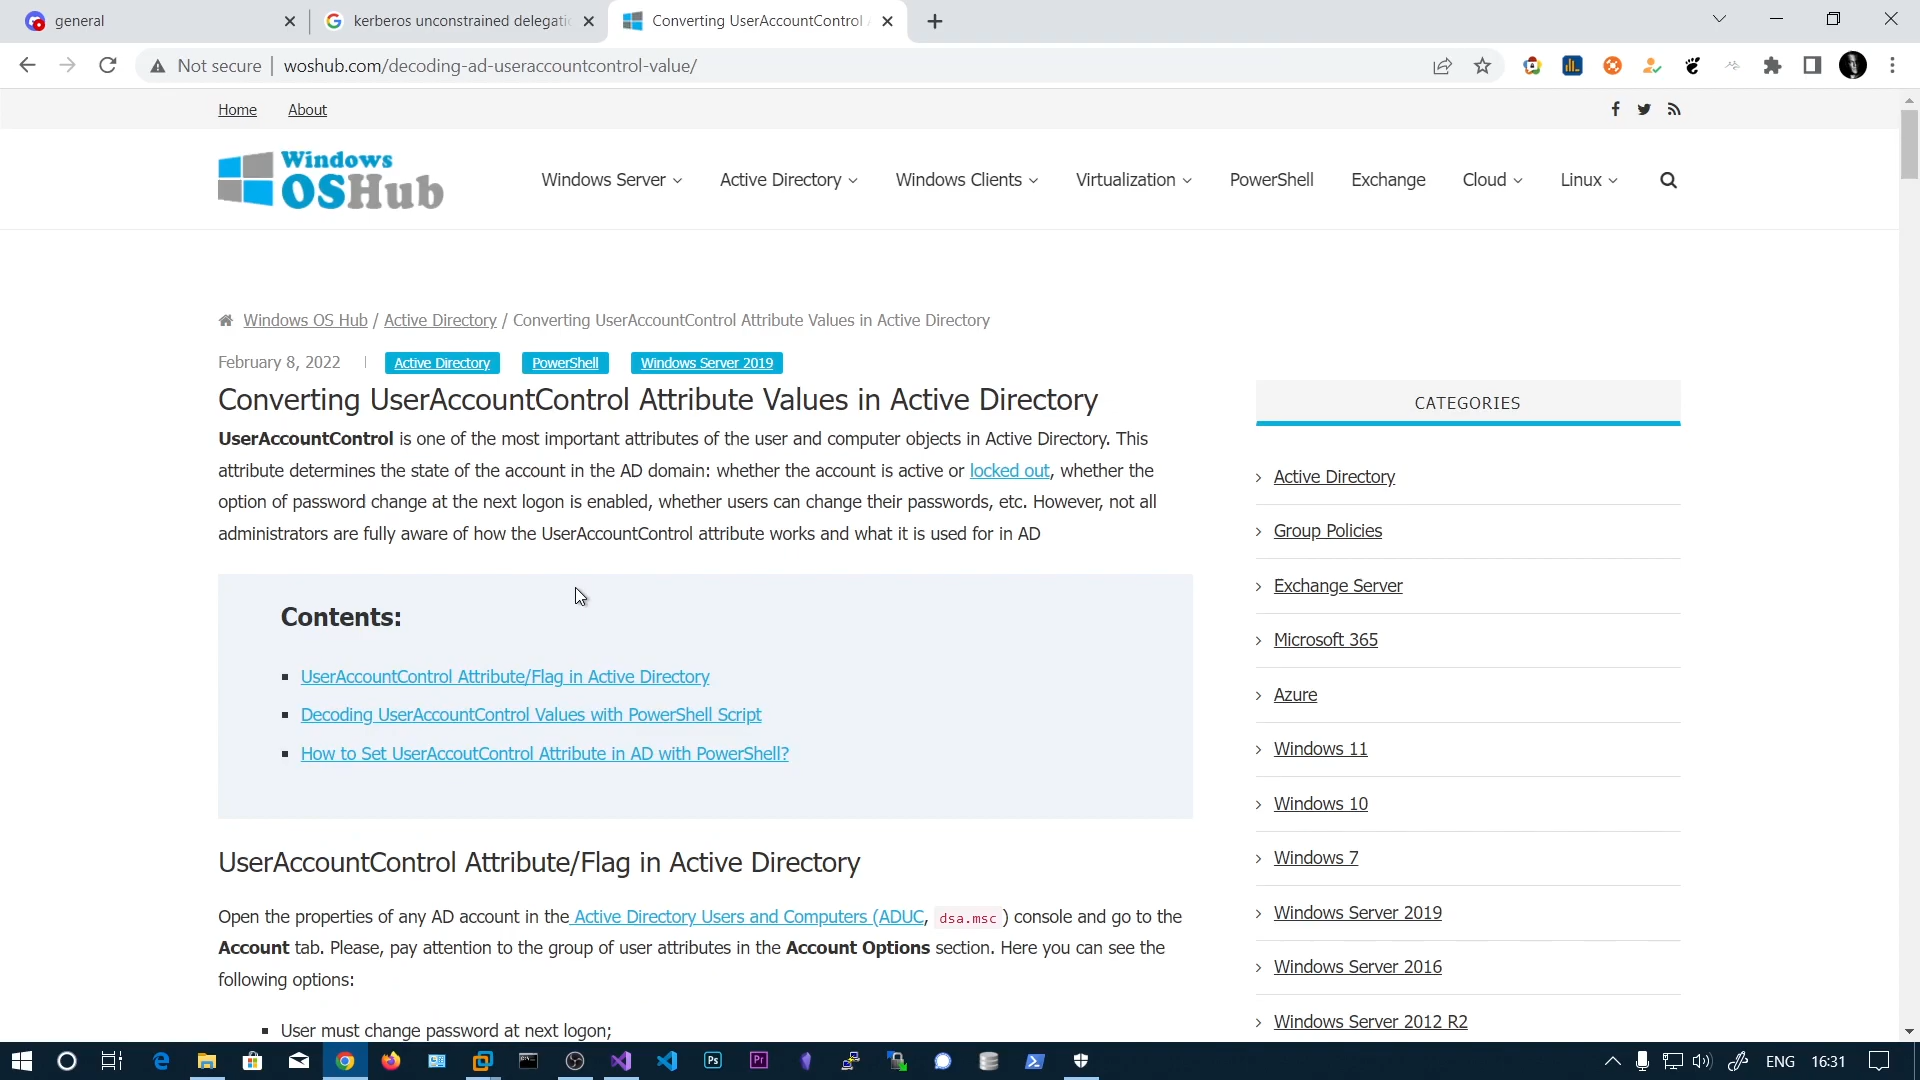 general
kerberos unconstrained delegati
Converting UserAccountControl A
Not secure
woshub.com/decoding-ad-useraccountcontrol-value/
Home
About
Windows OSHub
Windows Server
Active Directory
Windows Clients
Virtualization
PowerShell
Exchange
Cloud
Linux
Windows OS Hub / Active Directory / Converting UserAccountControl Attribute Values in Active Directory
February 8, 2022
Active Directory
PowerShell
Windows Server 2019
Converting UserAccountControl Attribute Values in Active Directory
UserAccountControl is one of the most important attributes of the user and computer objects in Active Directory. This
attribute determines the state of the account in the AD domain: whether the account is active or locked out, whether the
option of password change at the next logon is enabled, whether users can change their passwords, etc. However, not all
administrators are fully aware of how the UserAccountControl attribute works and what it is used for in AD
Contents:
UserAccountControl Attribute/Flag in Active Directory
Decoding UserAccountControl Values with PowerShell Script
How to Set UserAccoutControl Attribute in AD with PowerShell?
UserAccountControl Attribute/Flag in Active Directory
Open the properties of any AD account in the Active Directory Users and Computers (ADUC, dsa.msc ) console and go to the
Account tab. Please, pay attention to the group of user attributes in the Account Options section. Here you can see the
following options:
User must change password at next logon;
CATEGORIES
Active Directory
Group Policies
Exchange Server
Microsoft 365
Azure
Windows 11
Windows 10
Windows 7
Windows Server 2019
Windows Server 2016
Windows Server 2012 R2
Ps
Pr
ENG
16:31